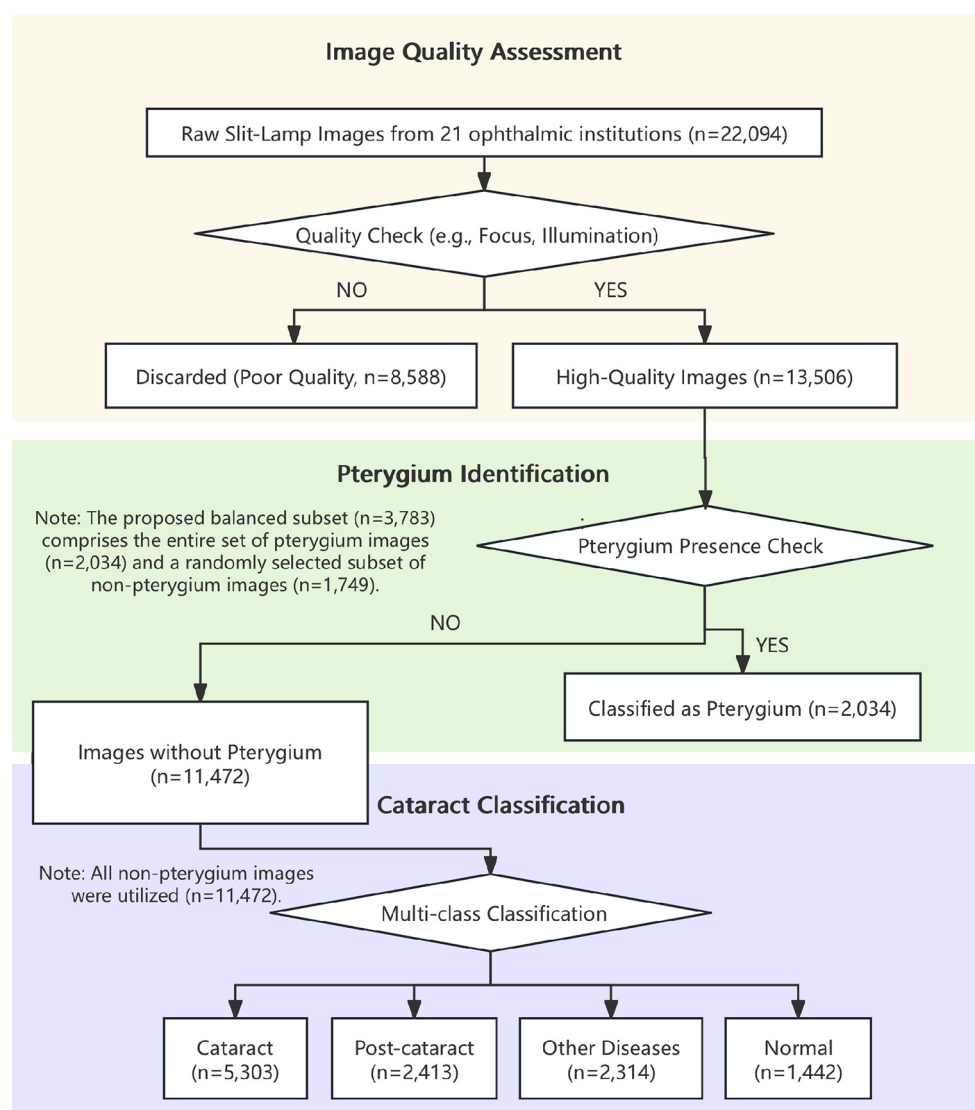 Image Quality Assessment
Raw Slit-Lamp Images from 21 ophthalmic institutions (n=22,094)
Quality Check (e.g., Focus, Illumination)
NO
YES
Discarded (Poor Quality, n=8,588)
High-Quality Images (n=13,506)
Pterygium Identification
Note: The proposed balanced subset (n=3,783)
comprises the entire set of pterygium images
(n=2,034) and a randomly selected subset of
non-pterygium images (n=1,749).
Pterygium Presence Check
NO
YES
Classified as Pterygium (n=2,034)
Images without Pterygium
(n=11,472)
Cataract Classification
Note: All non-pterygium images
were utilized (n=11,472).
Multi-class Classification
Cataract
(n=5,303)
Post-cataract
(n=2,413)
Other Diseases
(n=2,314)
Normal
(n=1,442)